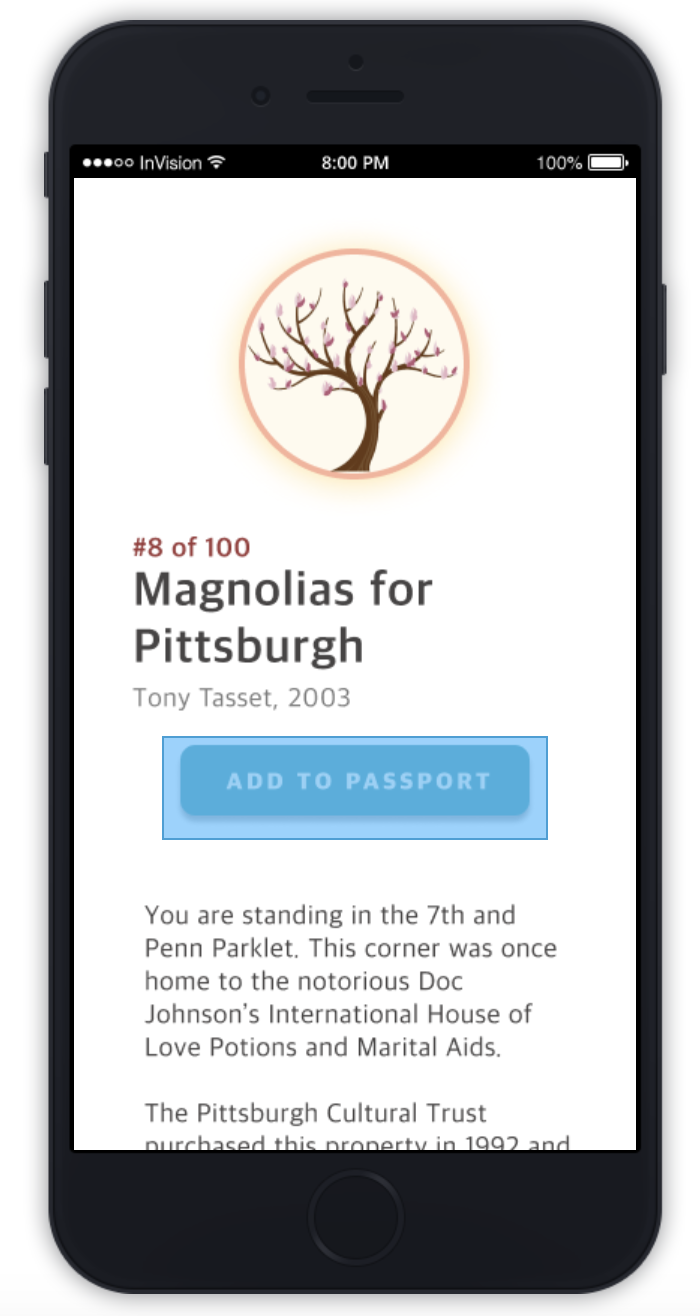 InVision 8:00 PM 100%
#8 of 100
Magnolias for
Pittsburgh
Tony Tasset, 2003
ADD TO PASSPORT
You are standing in the 7th and
Penn Parklet. This corner was once
home to the notorious Doc
Johnson’s International House of
Love Potions and Marital Aids.
The Pittsburgh Cultural Trust
purchased this property in 1992 and